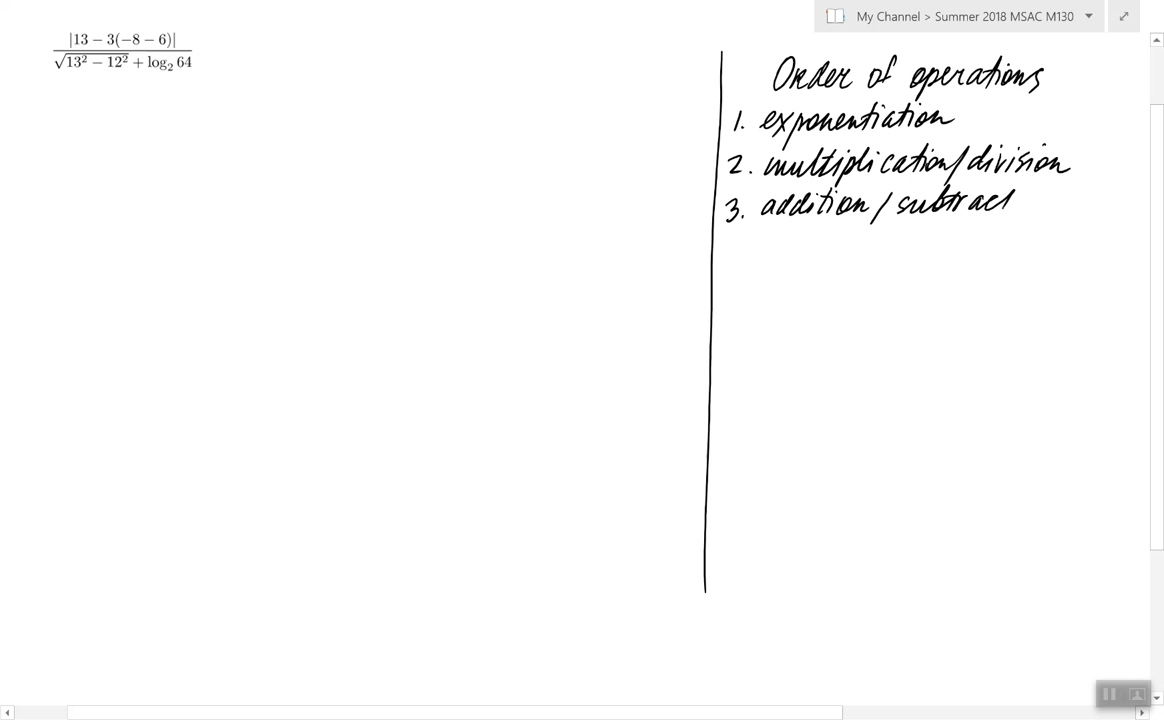 My Channel > Summer 2018 MSAC M130
|13 − 3(−8 − 6)|
√13² − 12² + log₂ 64
Order of operations
1. exponentiation
2. multiplication/division
3. addition / subtract